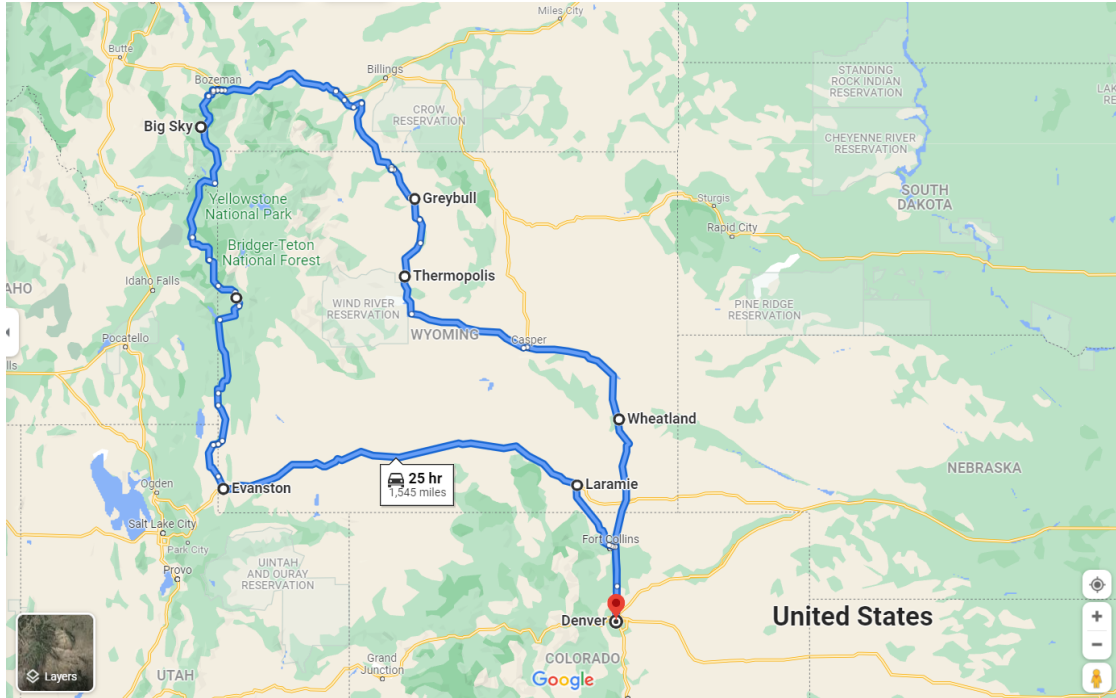 Miles City
Butte
Billings
Bozeman
STANDING
ROCK INDIAN
RESERVATION
LAK
RE
CROW
RESERVATION
Big Sky
CHEYENNE RIVER
RESERVATION
Yellowstone
National Park
Greybull
Sturgis
SOUTH
DAKOTA
Rapid City
Bridger-Teton
National Forest
Idaho Falls
AHO
Thermopolis
WIND RIVER
RESERVATION
PINE RIDGE
RESERVATION
WYOMING
Casper
Pocatello
lls
Wheatland
25 hr
1,545 miles
NEBRASKA
Ogden
Evanston
Laramie
Salt Lake City
Park City
Provo
Fort Collins
UINTAH
AND OURAY
RESERVATION
Denver
United States
Layers
Grand
Junction
COLORADO
Google
UTAH